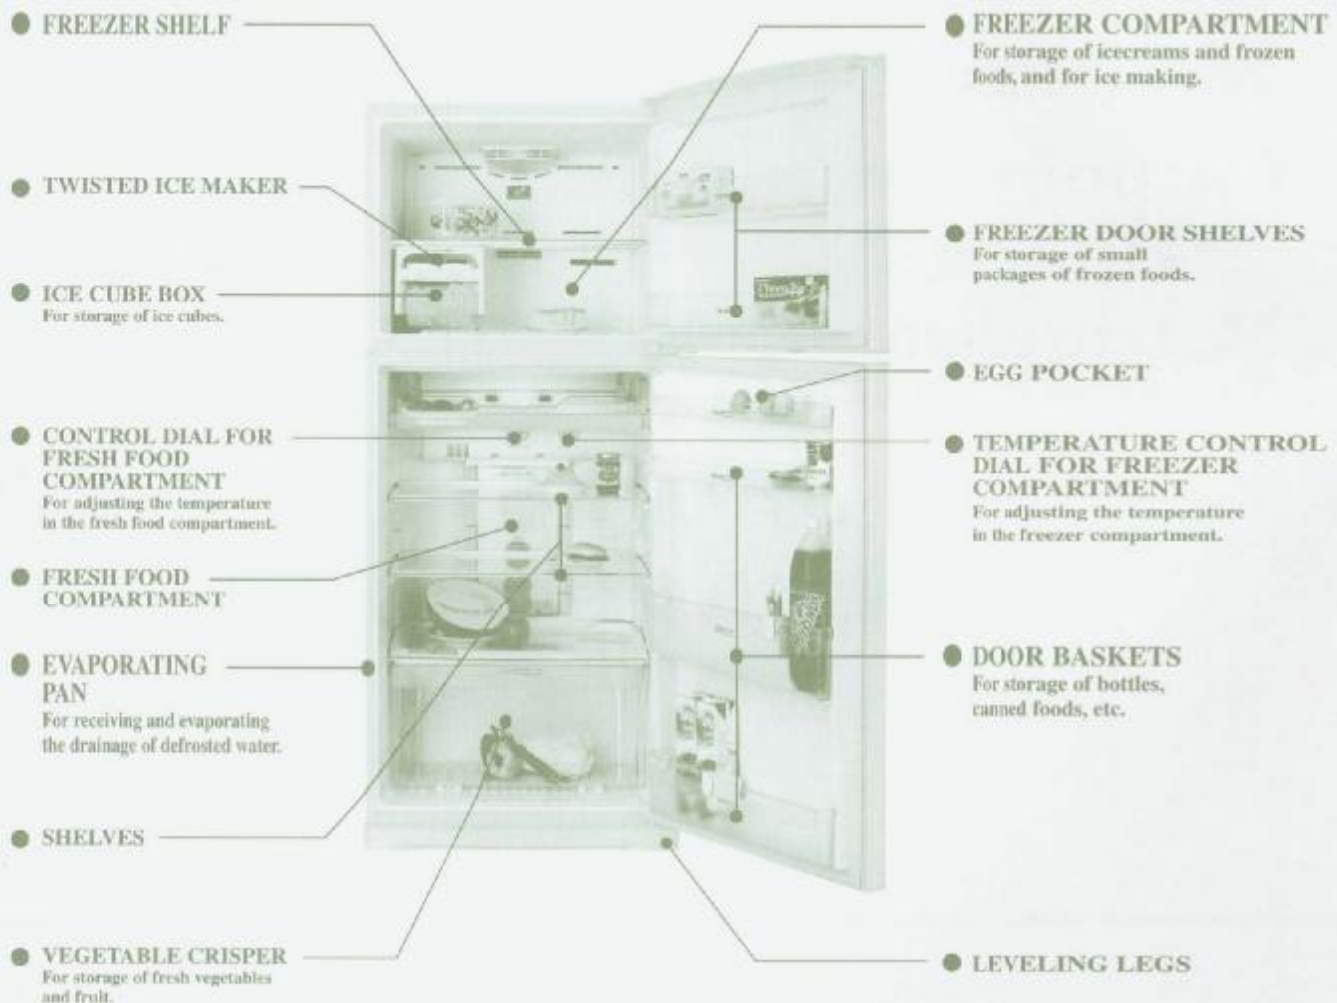 FREEZER SHELF
TWISTED ICE MAKER
ICE CUBE BOX
For storage of ice cubes.
CONTROL DIAL FOR
FRESH FOOD
COMPARTMENT
For adjusting the temperature
in the fresh food compartment.
FRESH FOOD
COMPARTMENT
EVAPORATING
PAN
For receiving and evaporating
the drainage of defrosted water.
SHELVES
VEGETABLE CRISPER
For storage of fresh vegetables
and fruit.
FREEZER COMPARTMENT
For storage of icecreams and frozen
foods, and for ice making.
FREEZER DOOR SHELVES
For storage of small
packages of frozen foods.
EGG POCKET
TEMPERATURE CONTROL
DIAL FOR FREEZER
COMPARTMENT
For adjusting the temperature
in the freezer compartment.
DOOR BASKETS
For storage of bottles,
canned foods, etc.
LEVELING LEGS